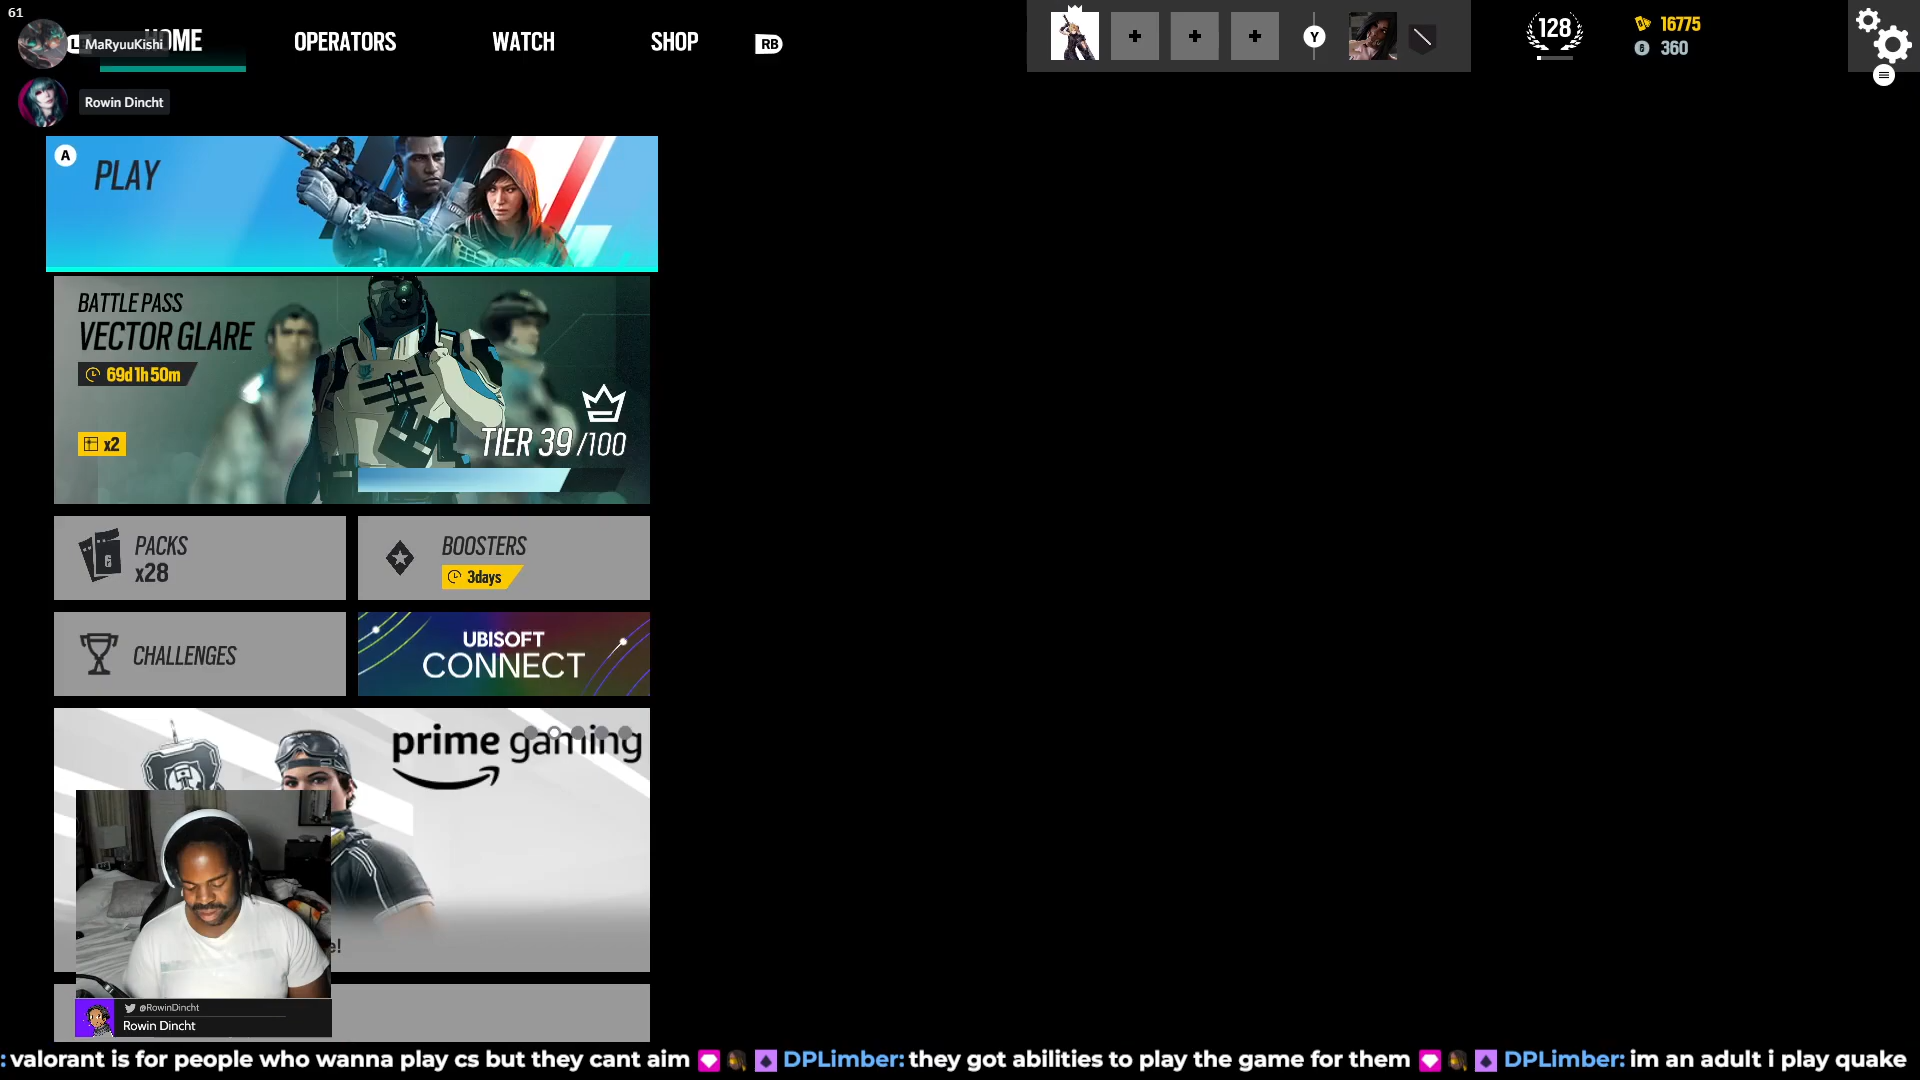 61
MaRyuuKishi
HOME
OPERATORS
WATCH
SHOP
RB
Y
128
16775
360
Rowin Dincht
A
PLAY
BATTLE PASS
VECTOR GLARE
69d 1h 50m
x2
TIER 39/100
PACKS
x28
BOOSTERS
3days
CHALLENGES
UBISOFT
CONNECT
prime gaming
@RowinDincht
Rowin Dincht
: valorant is for people who wanna play cs but they cant aim DPLimber: they got abilities to play the game for them DPLimber: im an adult i play quake